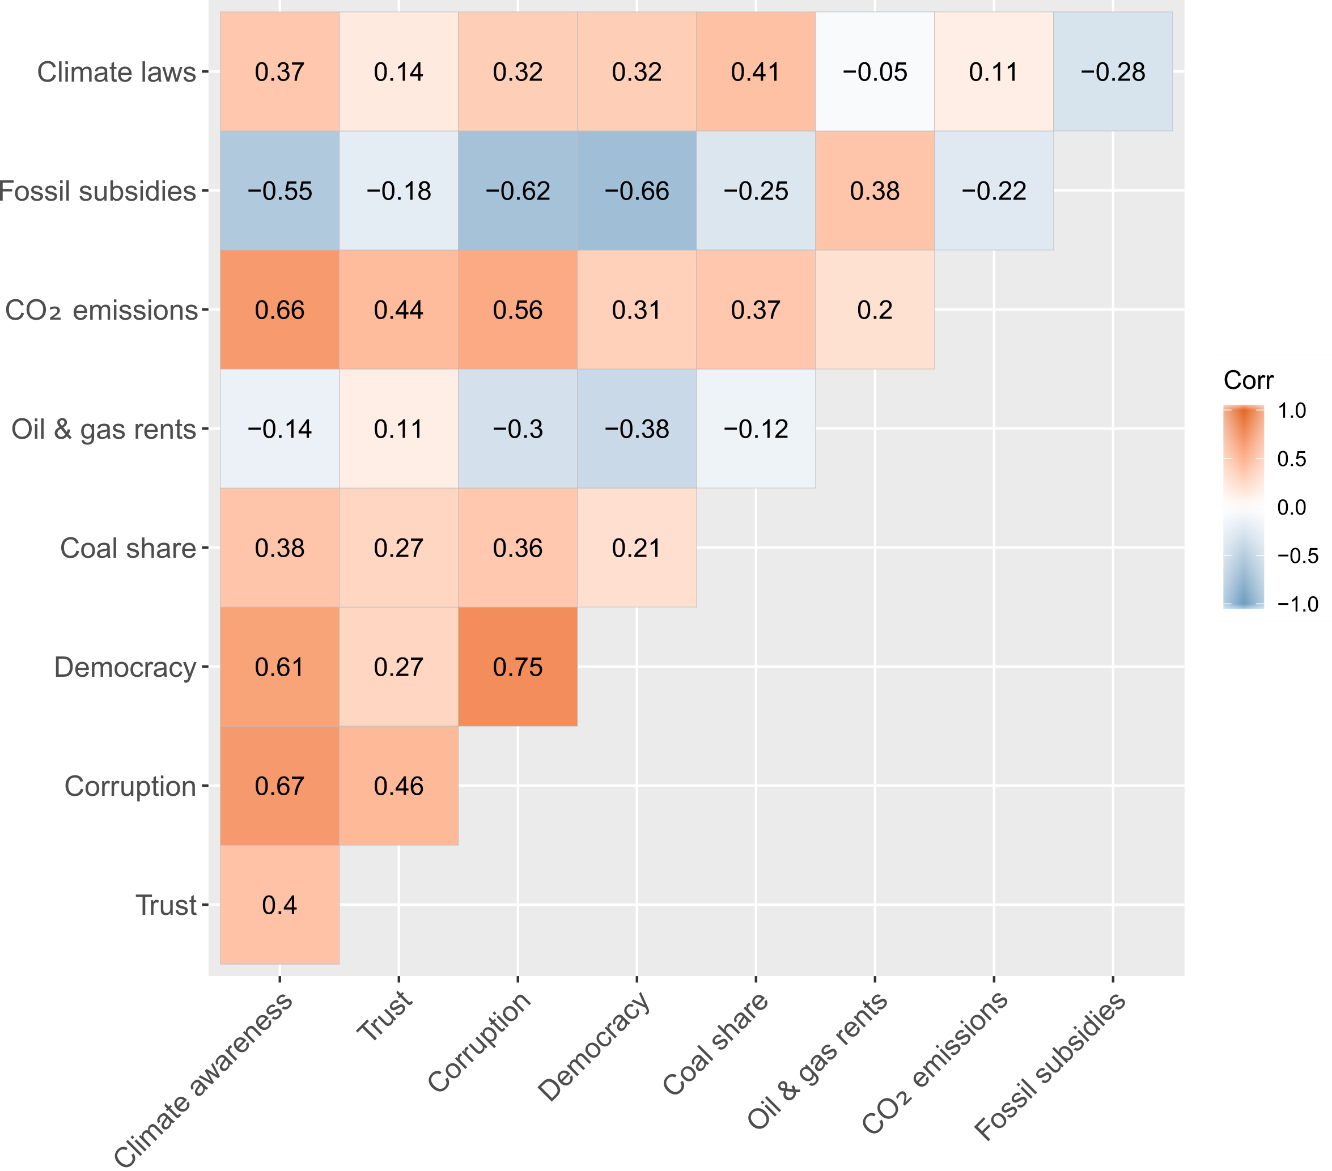 Climate laws 0.37 0.14 0.32 0.32 0.41 −0.05 0.11 −0.28
Fossil subsidies −0.55 −0.18 −0.62 −0.66 −0.25 0.38 −0.22
CO₂ emissions 0.66 0.44 0.56 0.31 0.37 0.2
Oil & gas rents −0.14 0.11 −0.3 −0.38 −0.12
Coal share 0.38 0.27 0.36 0.21
Democracy 0.61 0.27 0.75
Corruption 0.67 0.46
Trust 0.4
Climate awareness
Trust
Corruption
Democracy
Coal share
Oil & gas rents
CO₂ emissions
Fossil subsidies
Corr
1.0
0.5
0.0
−0.5
−1.0